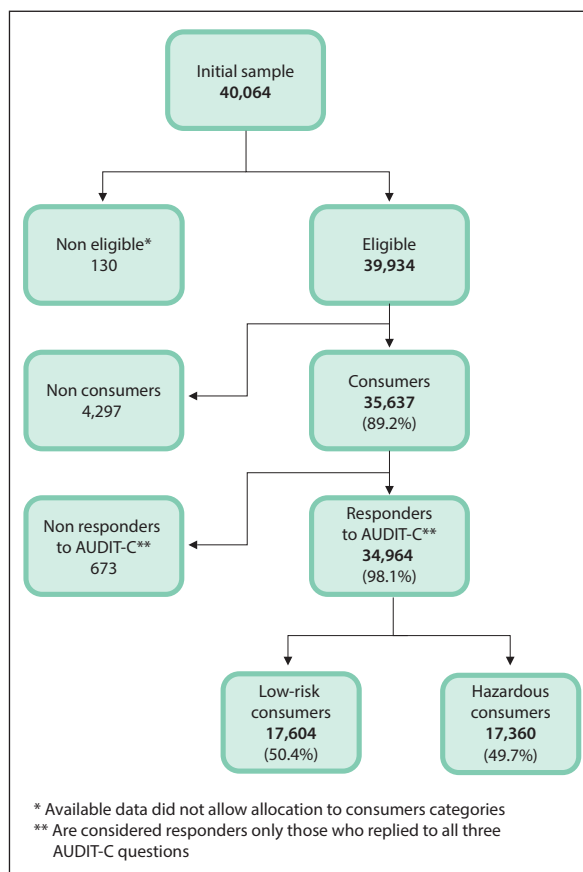 Initial sample
40,064
Non eligible*
130
Eligible
39,934
Non consumers
4,297
Consumers
35,637
(89.2%)
Non responders
to AUDIT-C**
673
Responders
to AUDIT-C**
34,964
(98.1%)
Low-risk
consumers
17,604
(50.4%)
Hazardous
consumers
17,360
(49.7%)
* Available data did not allow allocation to consumers categories
** Are considered responders only those who replied to all three
AUDIT-C questions